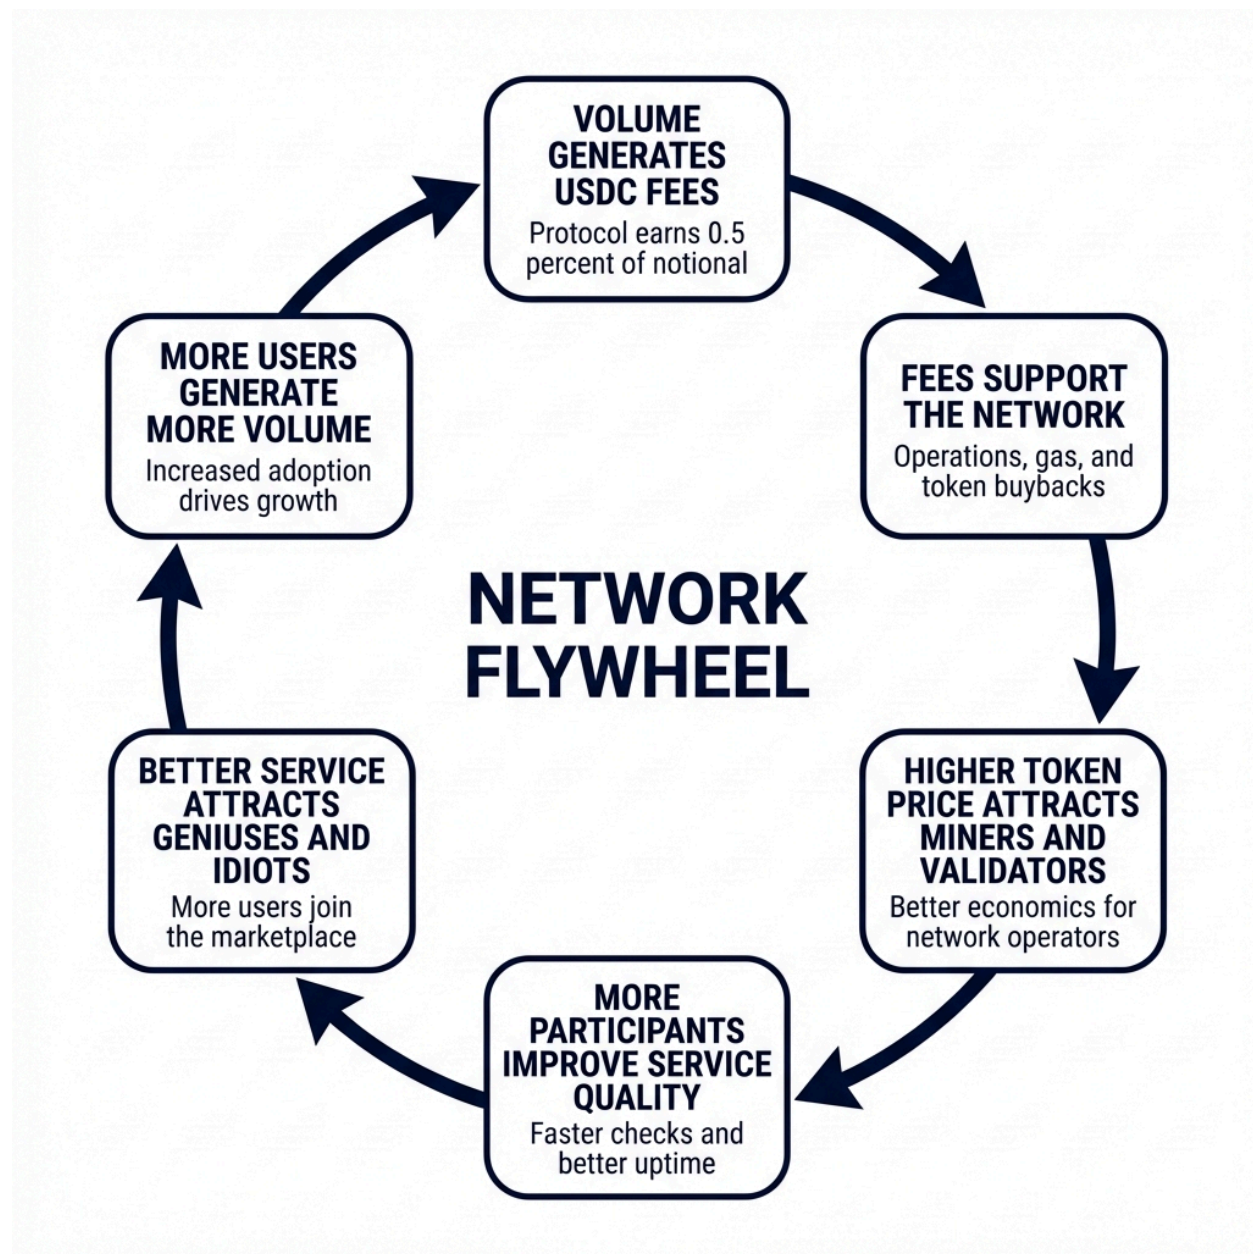 VOLUME
GENERATES
USDC FEES
Protocol earns 0.5
percent of notional
FEES SUPPORT
THE NETWORK
Operations, gas, and
token buybacks
HIGHER TOKEN
PRICE ATTRACTS
MINERS AND
VALIDATORS
Better economics for
network operators
MORE
PARTICIPANTS
IMPROVE SERVICE
QUALITY
Faster checks and
better uptime
BETTER SERVICE
ATTRACTS
GENIUSES AND
IDIOTS
More users join
the marketplace
MORE USERS
GENERATE
MORE VOLUME
Increased adoption
drives growth
NETWORK
FLYWHEEL